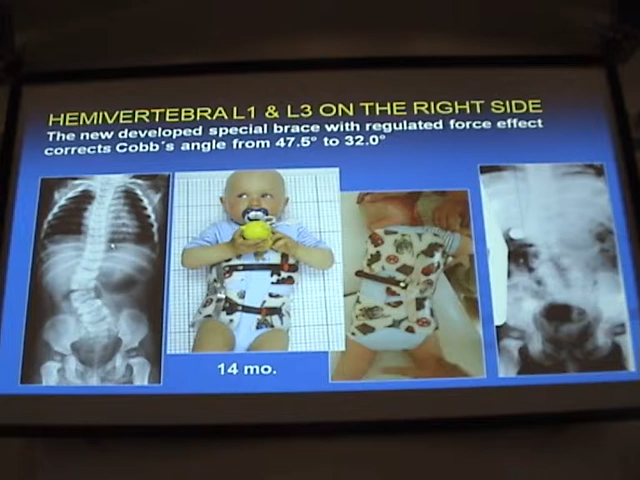 HEMIVERTEBRA L1 & L3 ON THE RIGHT SIDE
The new developed special brace with regulated force effect
corrects Cobb´s angle from 47.5° to 32.0°
14 mo.